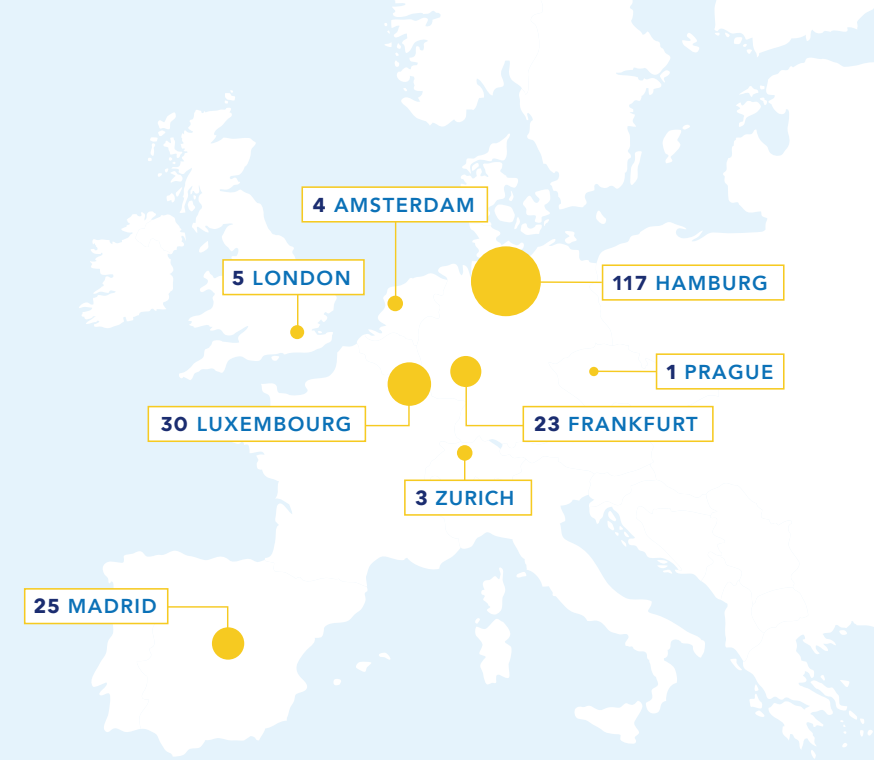 4 AMSTERDAM
5 LONDON
117 HAMBURG
1 PRAGUE
30 LUXEMBOURG
23 FRANKFURT
3 ZURICH
25 MADRID